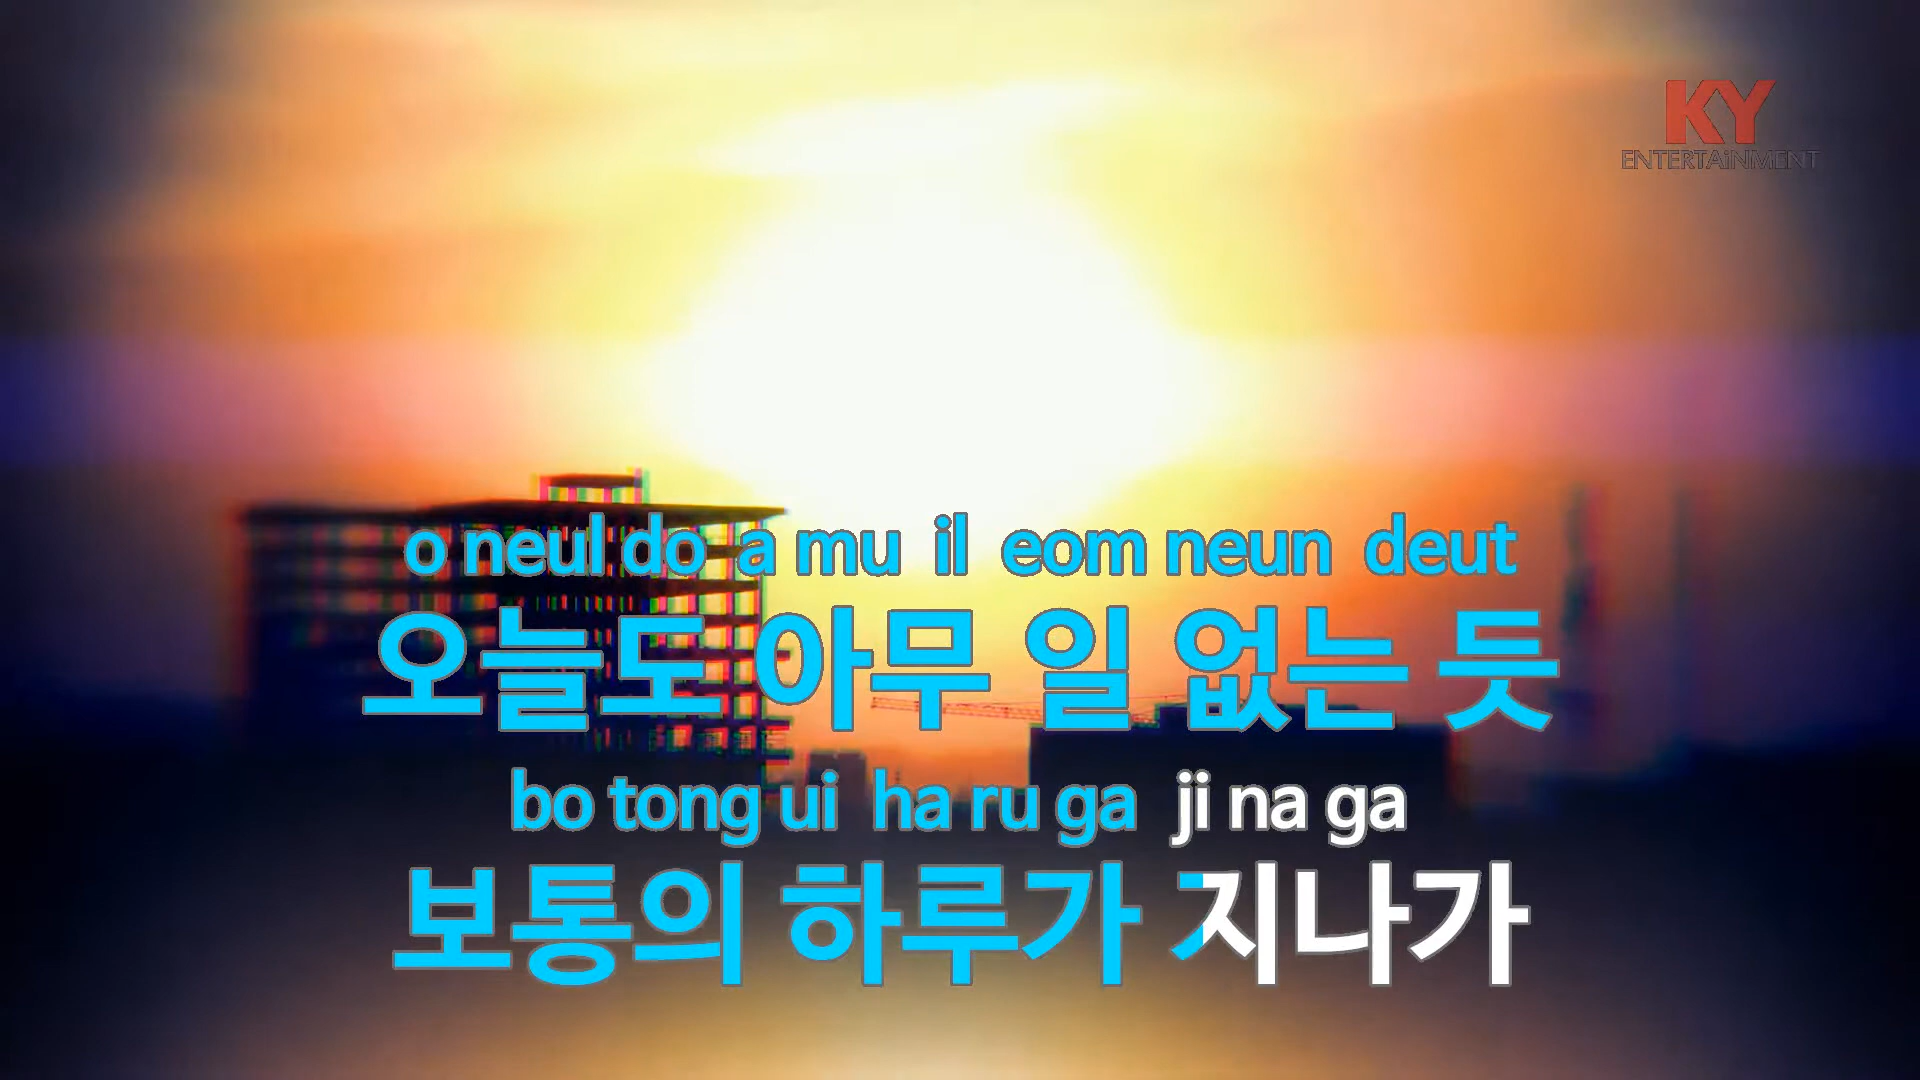 KY
ENTERTAiNMENT
o neul do a mu il eom neun deut
오늘도 아무 일 없는 듯
bo tong ui ha ru ga ji na ga
보통의 하루가 지나가